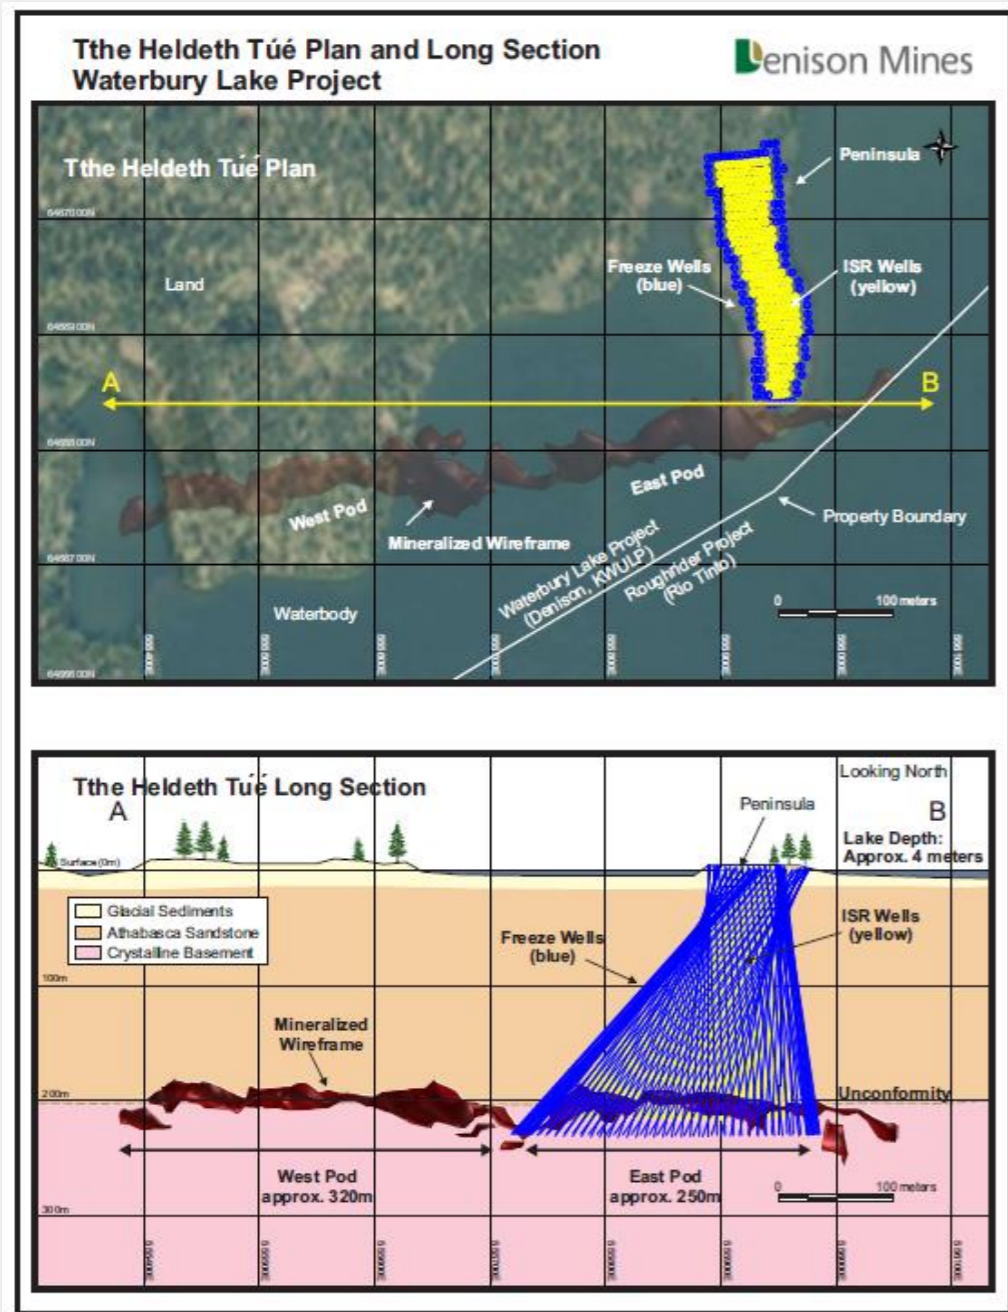 Tthe Heldeth Túé Plan and Long Section
Waterbury Lake Project
Denison Mines
Tthe Heldeth Túé Plan
Peninsula
Freeze Wells
(blue)
ISR Wells
(yellow)
Land
A
B
East Pod
West Pod
Mineralized Wireframe
Property Boundary
Waterbury Lake Project
(Denison, KWULP)
Roughrider Project
(Rio Tinto)
Waterbody
0 100 meters
Tthe Heldeth Túé Long Section
Looking North
A
B
Peninsula
Lake Depth:
Approx. 4 meters
Surface (0m)
Glacial Sediments
Athabasca Sandstone
Crystalline Basement
ISR Wells
(yellow)
Freeze Wells
(blue)
100m
Mineralized
Wireframe
200m
Unconformity
West Pod
approx. 320m
East Pod
approx. 250m
0 100 meters
300m